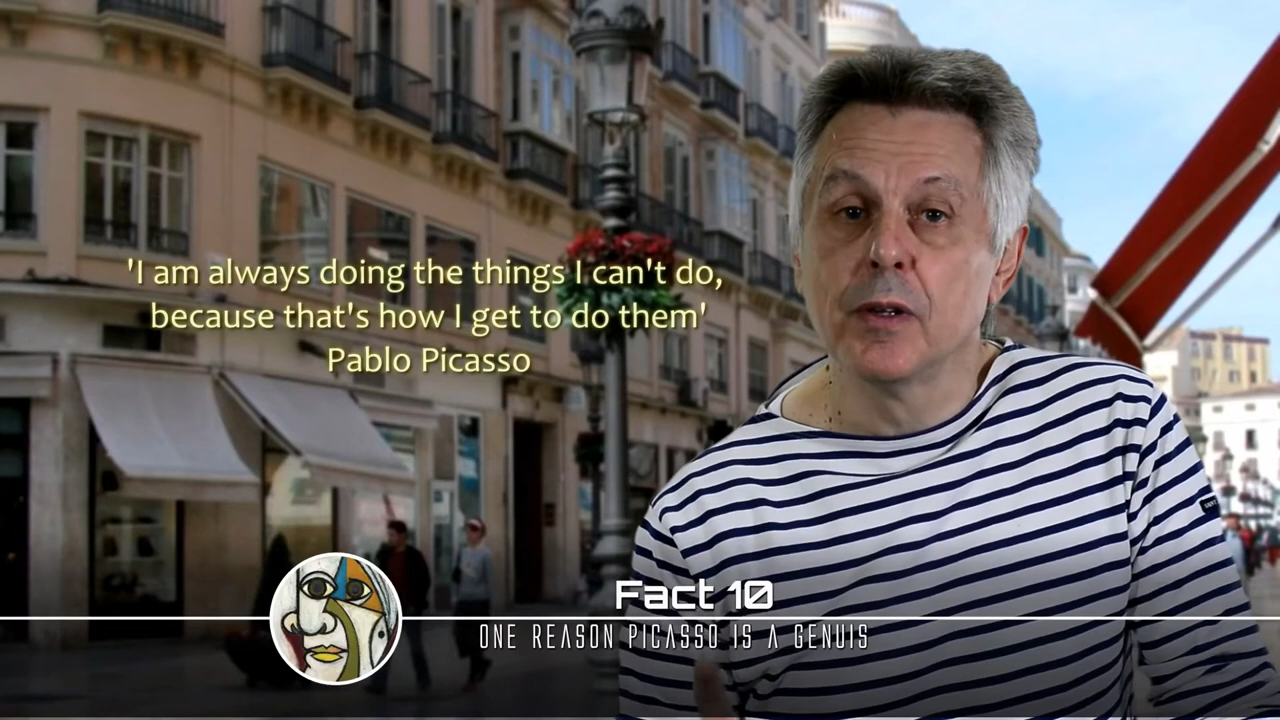 'I am always doing the things I can't do,
because that's how I get to do them'
Pablo Picasso
Fact 10
ONE REASON PICASSO IS A GENUIS